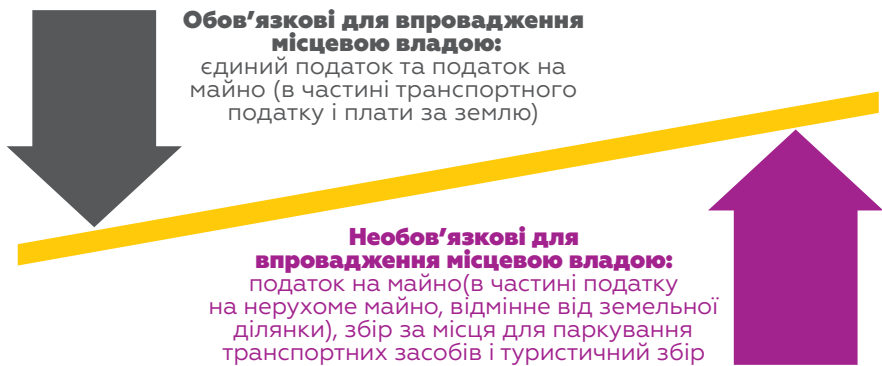 Обов’язкові для впровадження
місцевою владою:
єдиний податок та податок на
майно (в частині транспортного
податку і плати за землю)
Необов’язкові для
впровадження місцевою владою:
податок на майно(в частині податку
на нерухоме майно, відмінне від земельної
ділянки), збір за місця для паркування
транспортних засобів і туристичний збір